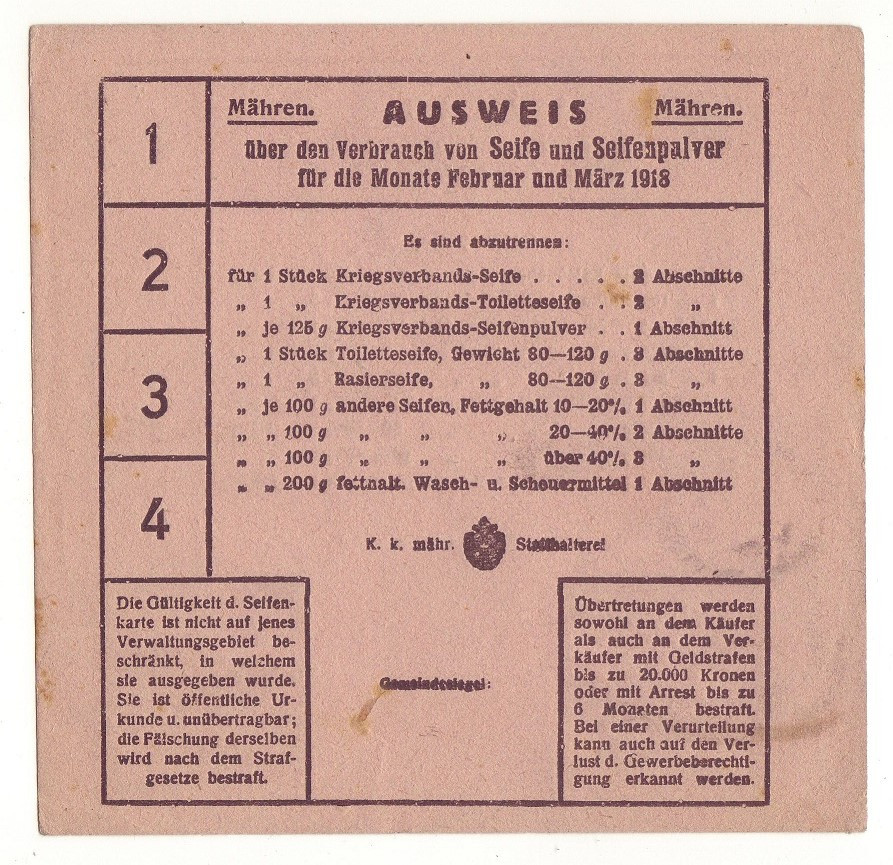 1
2
3
4
Mähren. AUSWEIS Mähren.
über den Verbrauch von Seife und Seifenpulver
für die Monate Februar und März 1918
Es sind abzutrennen:
für 1 Stück Kriegsverbands-Seife . . . . . 2 Abschnitte
„ 1 „ Kriegsverbands-Toiletteseife . . 2 „
„ je 125 g Kriegsverbands-Seifenpulver . . 1 Abschnitt
„ 1 Stück Toiletteseife, Gewicht 80—120 g . 3 Abschnitte
„ 1 „ Rasierseife, „ 80—120 g . 3 „
„ je 100 g andere Seifen, Fettgehalt 10—20% 1 Abschnitt
„ „ 100 g „ „ „ 20—40% 2 Abschnitte
„ „ 100 g „ „ „ über 40% 3 „
„ „ 200 g fetthalt. Wasch- u. Scheuermittel 1 Abschnitt
K. k. mähr. Statthalterei
Die Gültigkeit d. Seifen-
karte ist nicht auf jenes
Verwaltungsgebiet be-
schränkt, in welchem
sie ausgegeben wurde.
Sie ist öffentliche Ur-
kunde u. unübertragbar;
die Fälschung derselben
wird nach dem Straf-
gesetze bestraft.
Gemeindesiegel:
Übertretungen werden
sowohl an dem Käufer
als auch an dem Ver-
käufer mit Geldstrafen
bis zu 20.000 Kronen
oder mit Arrest bis zu
6 Monaten bestraft.
Bei einer Verurteilung
kann auch auf den Ver-
lust d. Gewerbeberechti-
gung erkannt werden.